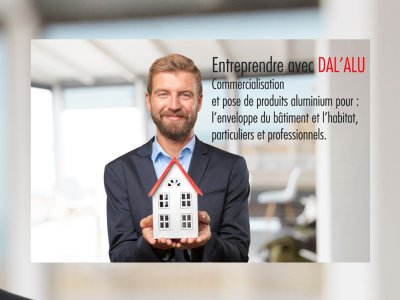 Entreprendre avec DAL'ALU
Commercialisation
et pose de produits aluminium pour :
l'enveloppe du bâtiment et l'habitat,
particuliers et professionnels.